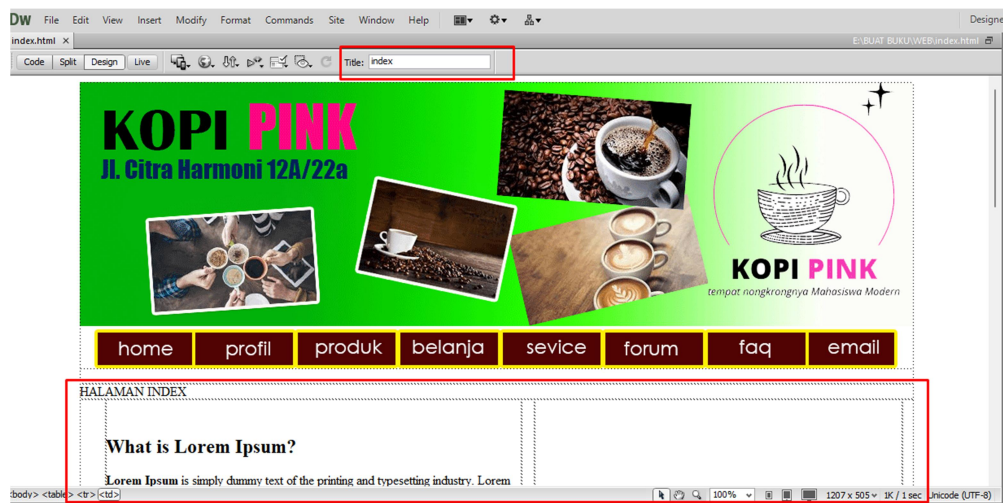 DW File Edit View Insert Modify Format Commands Site Window Help Designe
index.html × E:\BUAT BUKU\WEB\index.html
Code Split Design Live Title: index
KOPI PINK
Jl. Citra Harmoni 12A/22a
KOPI PINK
tempat nongkrongnya Mahasiswa Modern
home profil produk belanja sevice forum faq email
HALAMAN INDEX
What is Lorem Ipsum?
Lorem Ipsum is simply dummy text of the printing and typesetting industry. Lorem
<body> <table> <tr> <td> 100% 1207 x 505 1K / 1 sec Unicode (UTF-8)